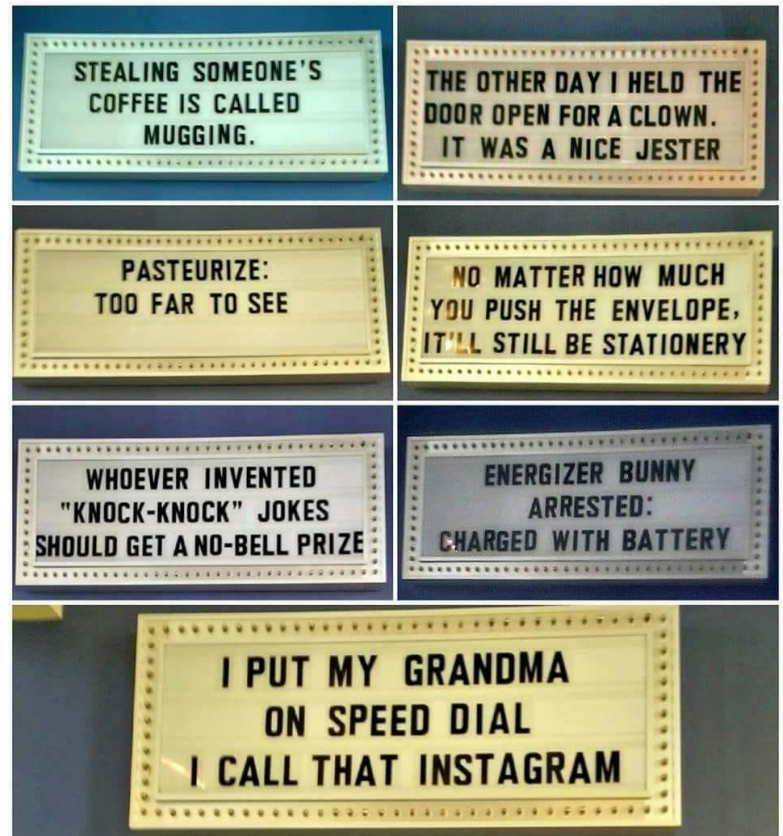 STEALING SOMEONE'S
COFFEE IS CALLED
MUGGING.
THE OTHER DAY I HELD THE
DOOR OPEN FOR A CLOWN.
IT WAS A NICE JESTER
PASTEURIZE:
TOO FAR TO SEE
NO MATTER HOW MUCH
YOU PUSH THE ENVELOPE,
IT'LL STILL BE STATIONERY
WHOEVER INVENTED
"KNOCK-KNOCK" JOKES
SHOULD GET A NO-BELL PRIZE
ENERGIZER BUNNY
ARRESTED:
CHARGED WITH BATTERY
I PUT MY GRANDMA
ON SPEED DIAL
I CALL THAT INSTAGRAM